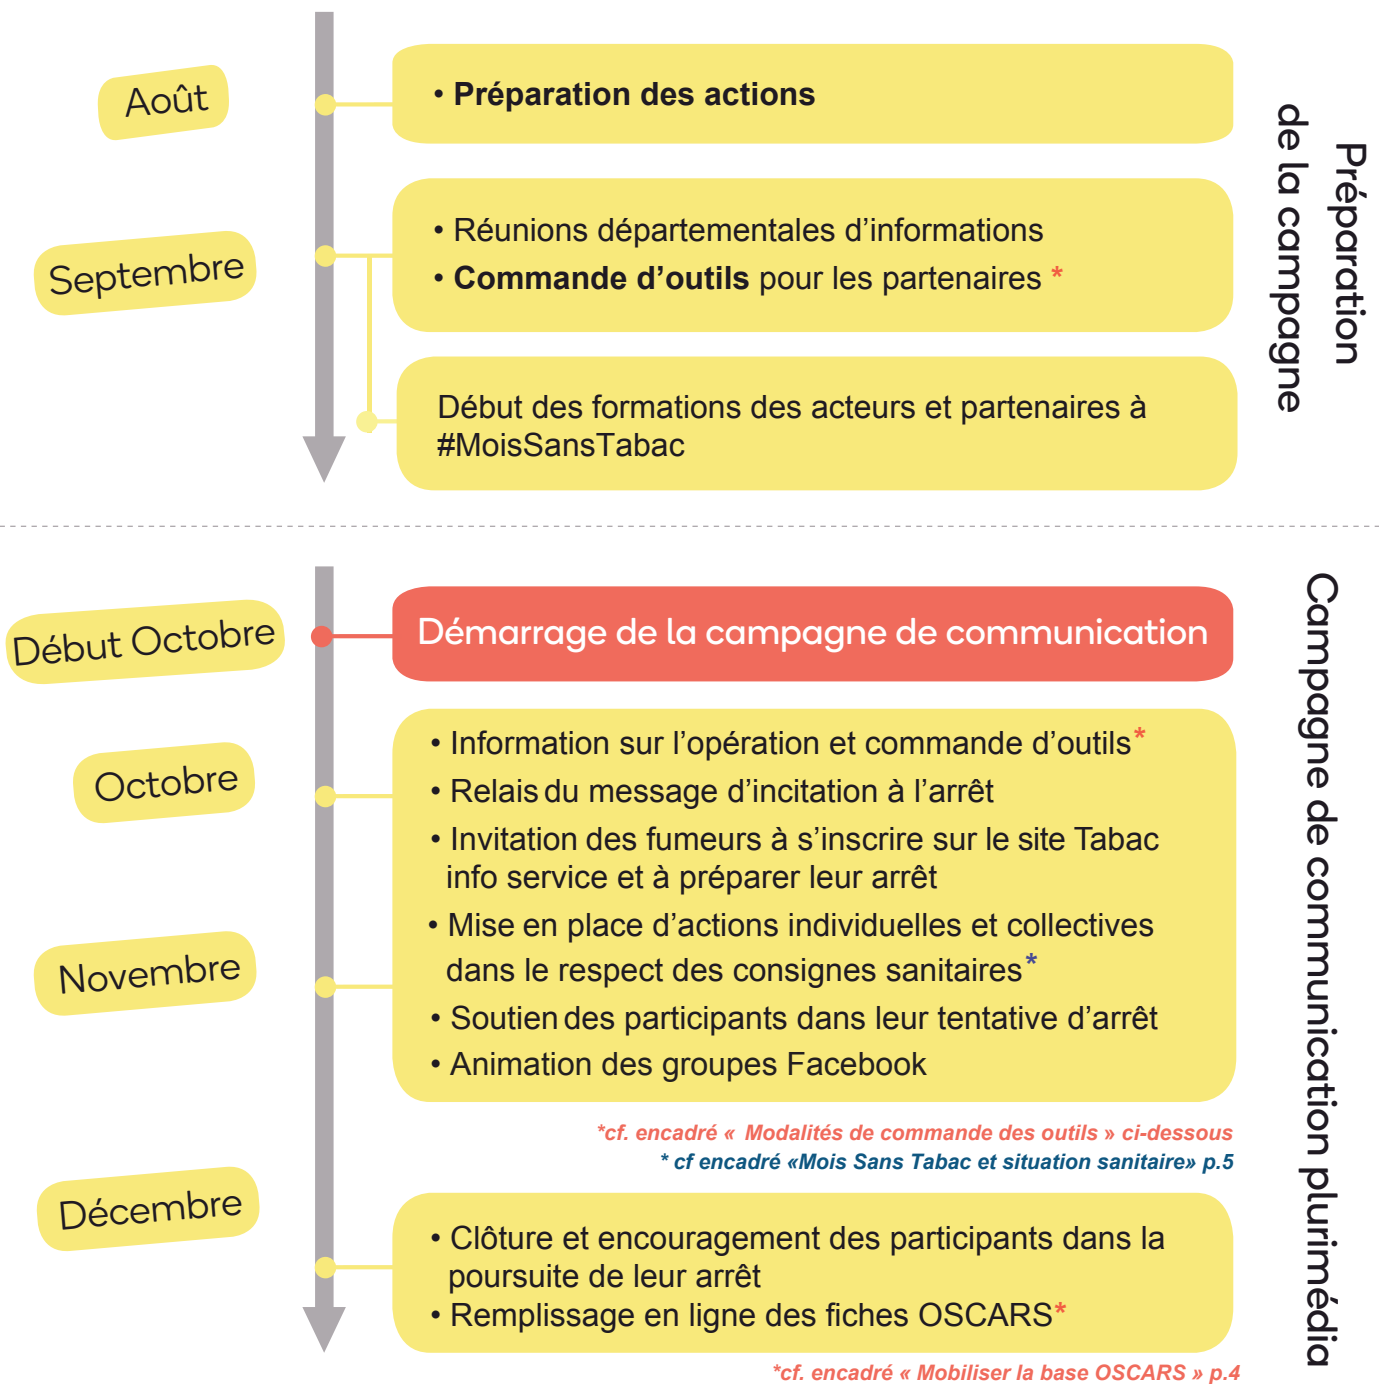 Août
• Préparation des actions
Préparation
de la campagne
Septembre
• Réunions départementales d’informations
• Commande d’outils pour les partenaires *
Début des formations des acteurs et partenaires à
#MoisSansTabac
Début Octobre
Démarrage de la campagne de communication
Campagne de communication plurimédia
Octobre
• Information sur l’opération et commande d’outils*
• Relais du message d’incitation à l’arrêt
• Invitation des fumeurs à s’inscrire sur le site Tabac
info service et à préparer leur arrêt
Novembre
• Mise en place d’actions individuelles et collectives
dans le respect des consignes sanitaires*
• Soutien des participants dans leur tentative d’arrêt
• Animation des groupes Facebook
*cf. encadré « Modalités de commande des outils » ci-dessous
* cf encadré «Mois Sans Tabac et situation sanitaire» p.5
Décembre
• Clôture et encouragement des participants dans la
poursuite de leur arrêt
• Remplissage en ligne des fiches OSCARS*
*cf. encadré « Mobiliser la base OSCARS » p.4